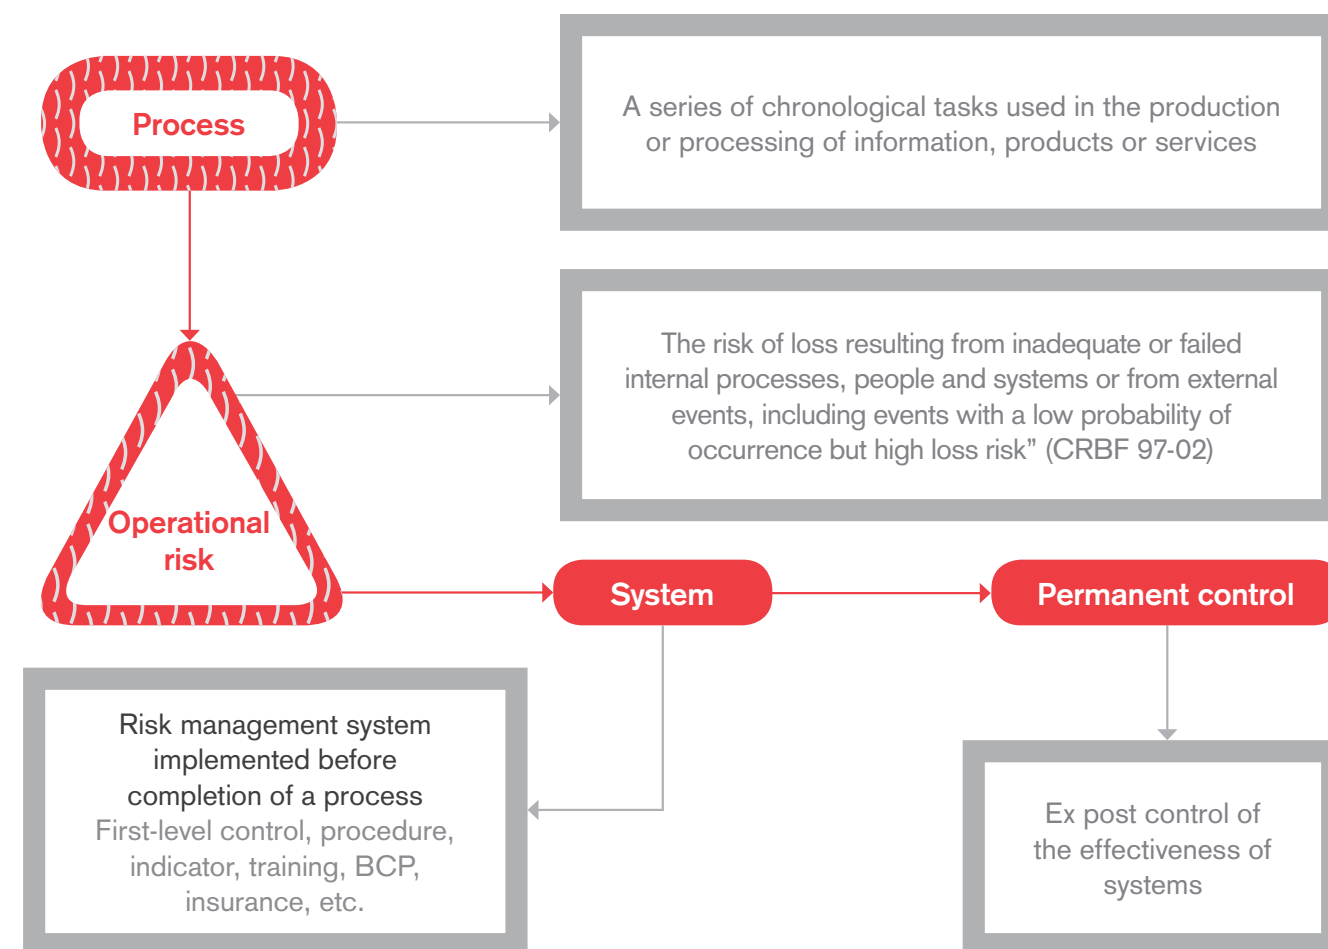 Process
A series of chronological tasks used in the production
or processing of information, products or services
The risk of loss resulting from inadequate or failed
internal processes, people and systems or from external
events, including events with a low probability of
occurrence but high loss risk” (CRBF 97-02)
Operational
risk
System
Permanent control
Risk management system
implemented before
completion of a process
First-level control, procedure,
indicator, training, BCP,
insurance, etc.
Ex post control of
the effectiveness of
systems